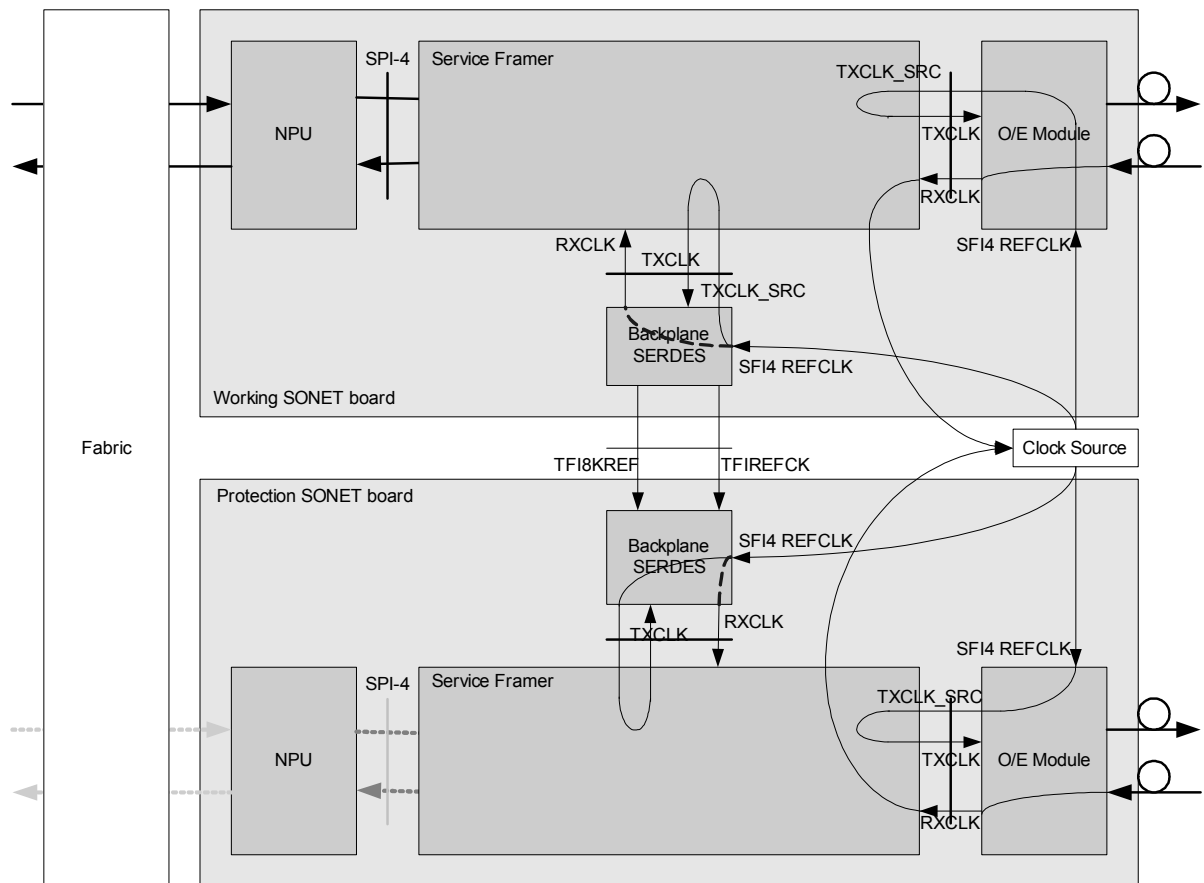 SPI-4
Service Framer
TXCLK_SRC
NPU
TXCLK
O/E Module
RXCLK
RXCLK
SFI4 REFCLK
TXCLK
TXCLK_SRC
Backplane
SERDES
SFI4 REFCLK
Working SONET board
Fabric
Clock Source
TFI8KREF
TFIREFCK
Protection SONET board
Backplane
SERDES
SFI4 REFCLK
RXCLK
TXCLK
SFI4 REFCLK
SPI-4
Service Framer
TXCLK_SRC
NPU
TXCLK
O/E Module
RXCLK